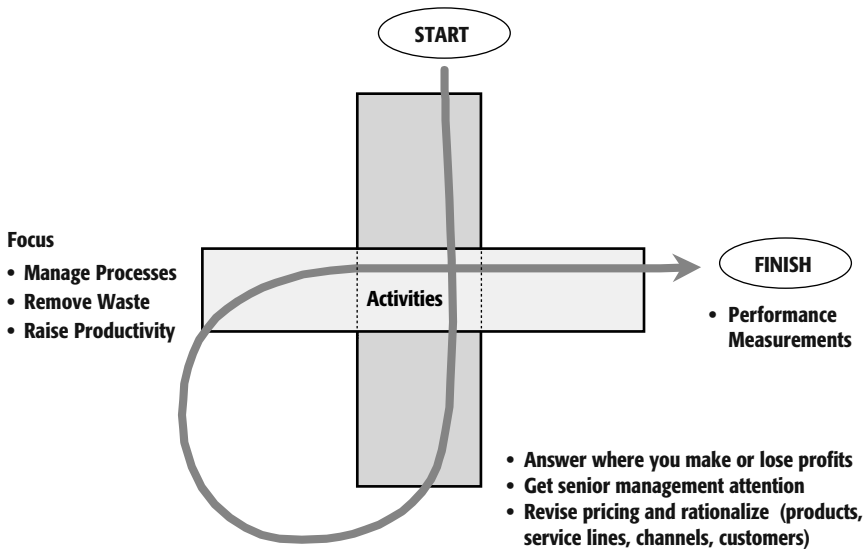 START
Focus
• Manage Processes
• Remove Waste
• Raise Productivity
Activities
FINISH
• Performance
Measurements
• Answer where you make or lose profits
• Get senior management attention
• Revise pricing and rationalize (products,
service lines, channels, customers)